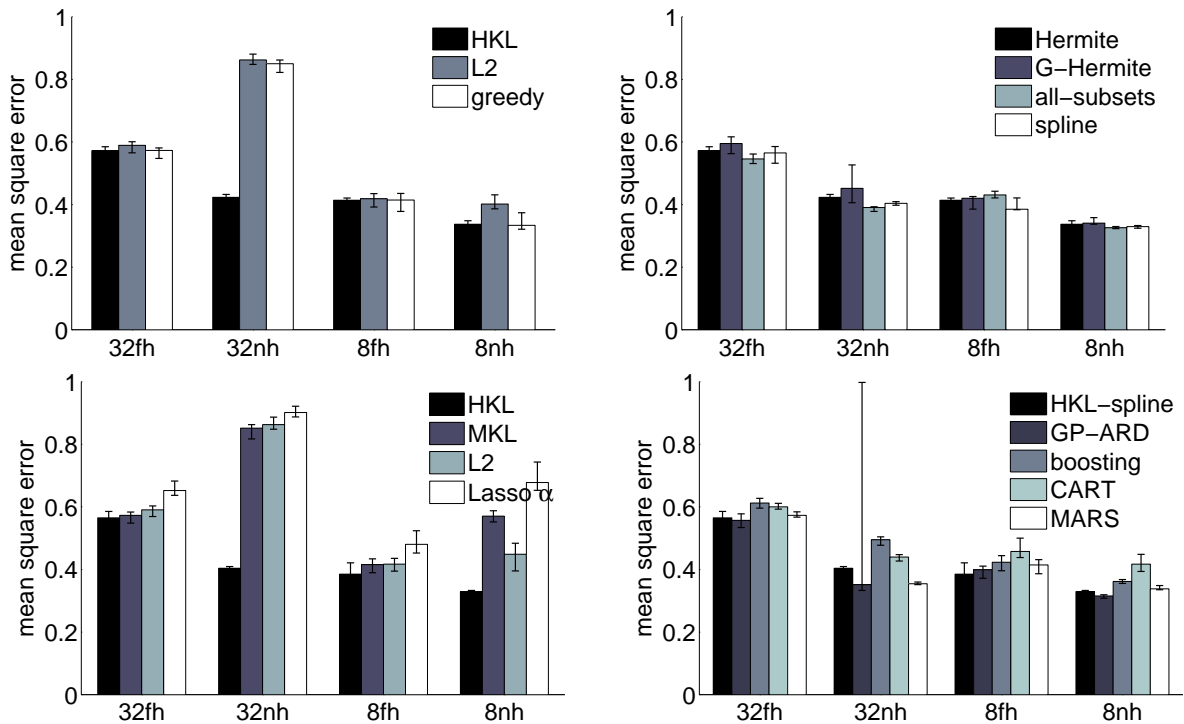 mean square error
1
0.8
0.6
0.4
0.2
0
HKL
L2
greedy
32fh 32nh 8fh 8nh
mean square error
1
0.8
0.6
0.4
0.2
0
Hermite
G−Hermite
all−subsets
spline
32fh 32nh 8fh 8nh
mean square error
1
0.8
0.6
0.4
0.2
0
HKL
MKL
L2
Lasso α
32fh 32nh 8fh 8nh
mean square error
1
0.8
0.6
0.4
0.2
0
HKL−spline
GP−ARD
boosting
CART
MARS
32fh 32nh 8fh 8nh